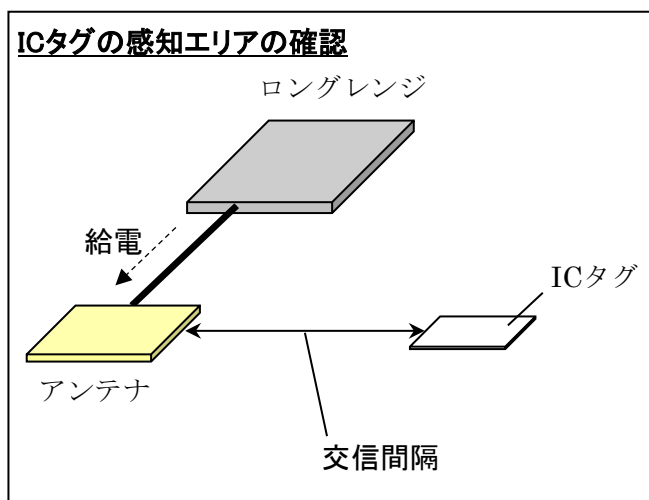 ICタグの感知エリアの確認
ロングレンジ
給電
ICタグ
アンテナ
交信間隔